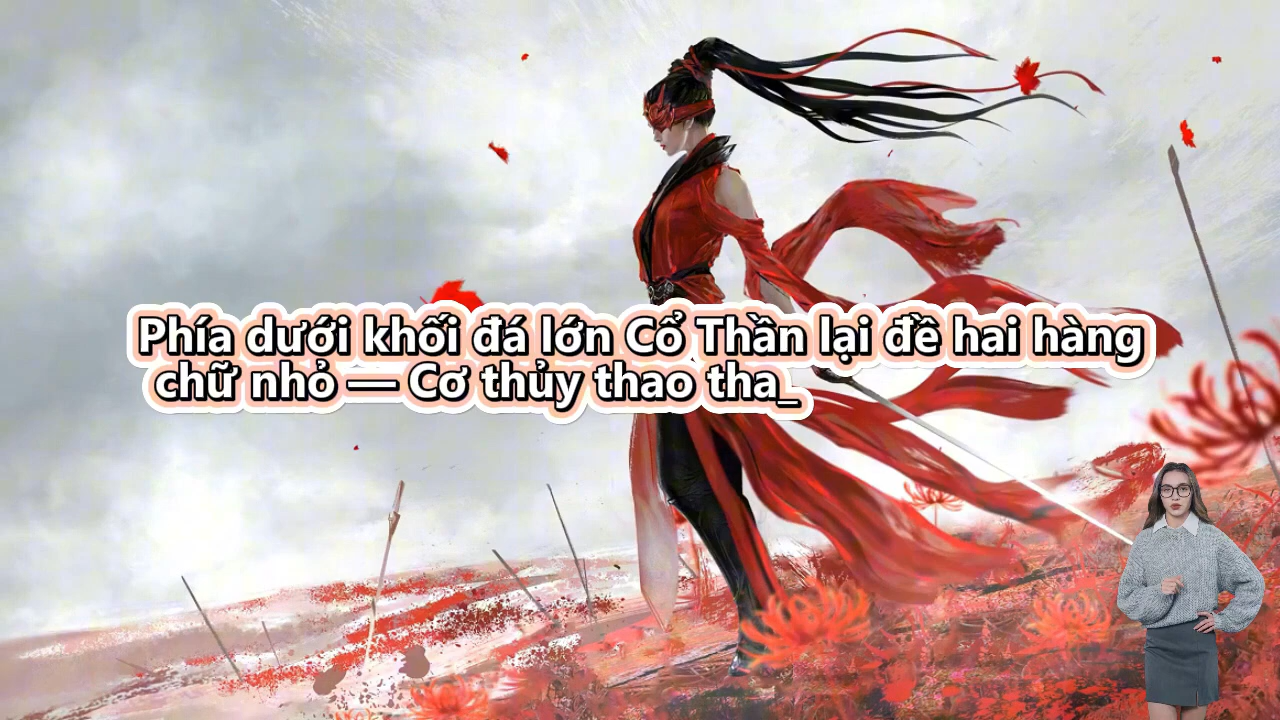 Phía dưới khối đá lớn Cổ Thần lại đề hai hàng
chữ nhỏ — Cơ thủy thao tha_